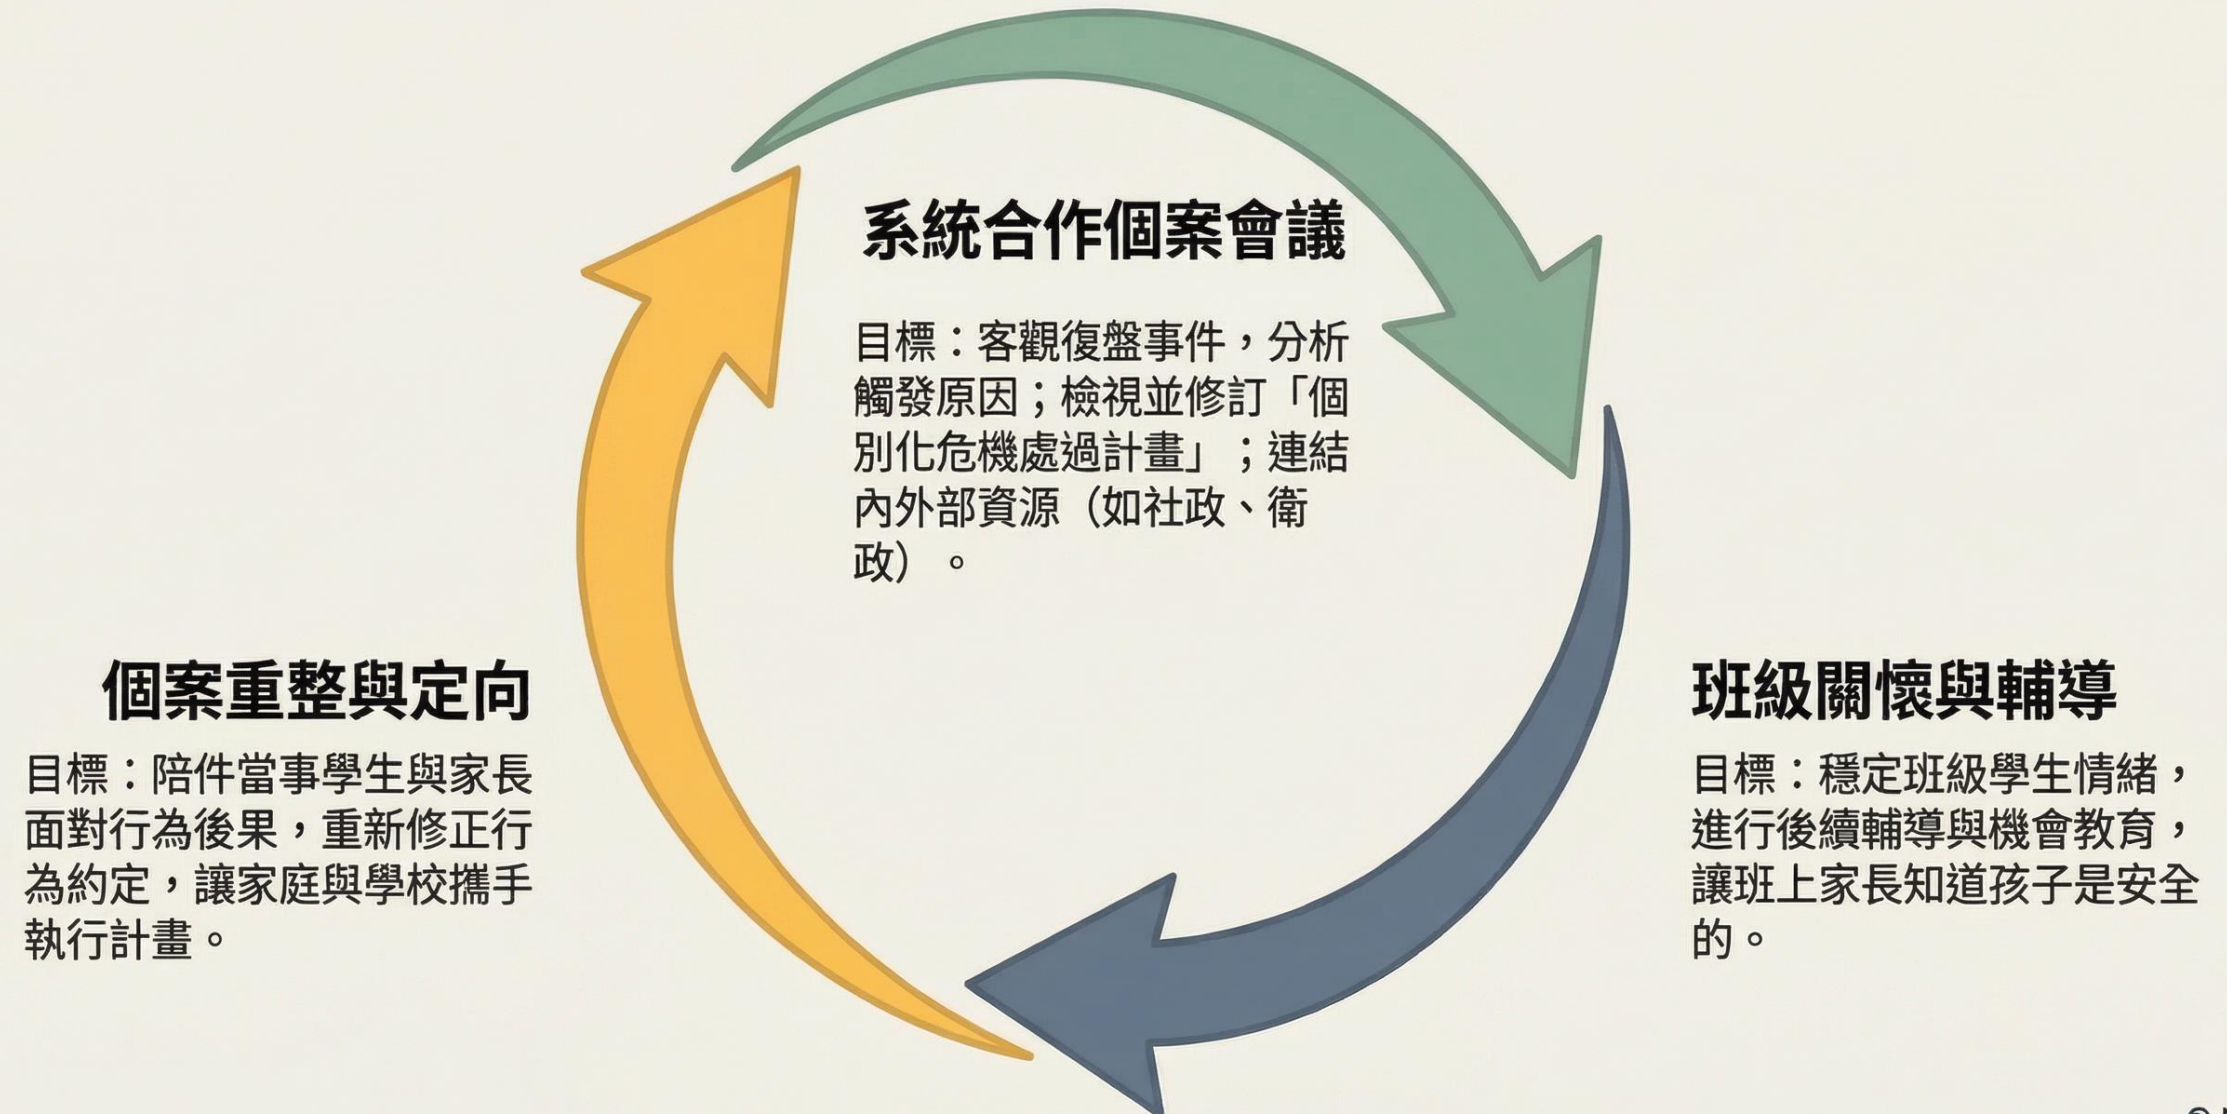 系統合作個案會議
目標：客觀復盤事件，分析
觸發原因；檢視並修訂「個
別化危機處過計畫」；連結
內外部資源（如社政、衛
政）。
個案重整與定向
目標：陪件當事學生與家長
面對行為後果，重新修正行
為約定，讓家庭與學校攜手
執行計畫。
班級關懷與輔導
目標：穩定班級學生情緒，
進行後續輔導與機會教育，
讓班上家長知道孩子是安全
的。